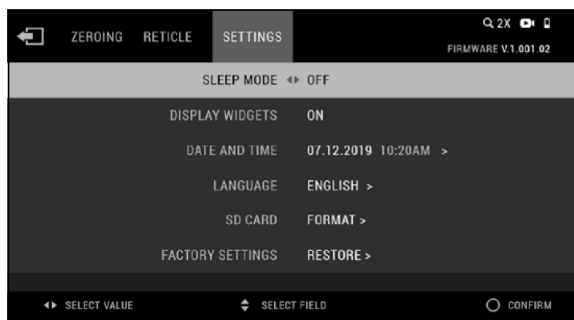 2X
ZEROING RETICLE SETTINGS
FIRMWARE V.1.001.02
SLEEP MODE OFF
DISPLAY WIDGETS ON
DATE AND TIME 07.12.2019 10:20AM >
LANGUAGE ENGLISH >
SD CARD FORMAT >
FACTORY SETTINGS RESTORE >
SELECT VALUE SELECT FIELD CONFIRM